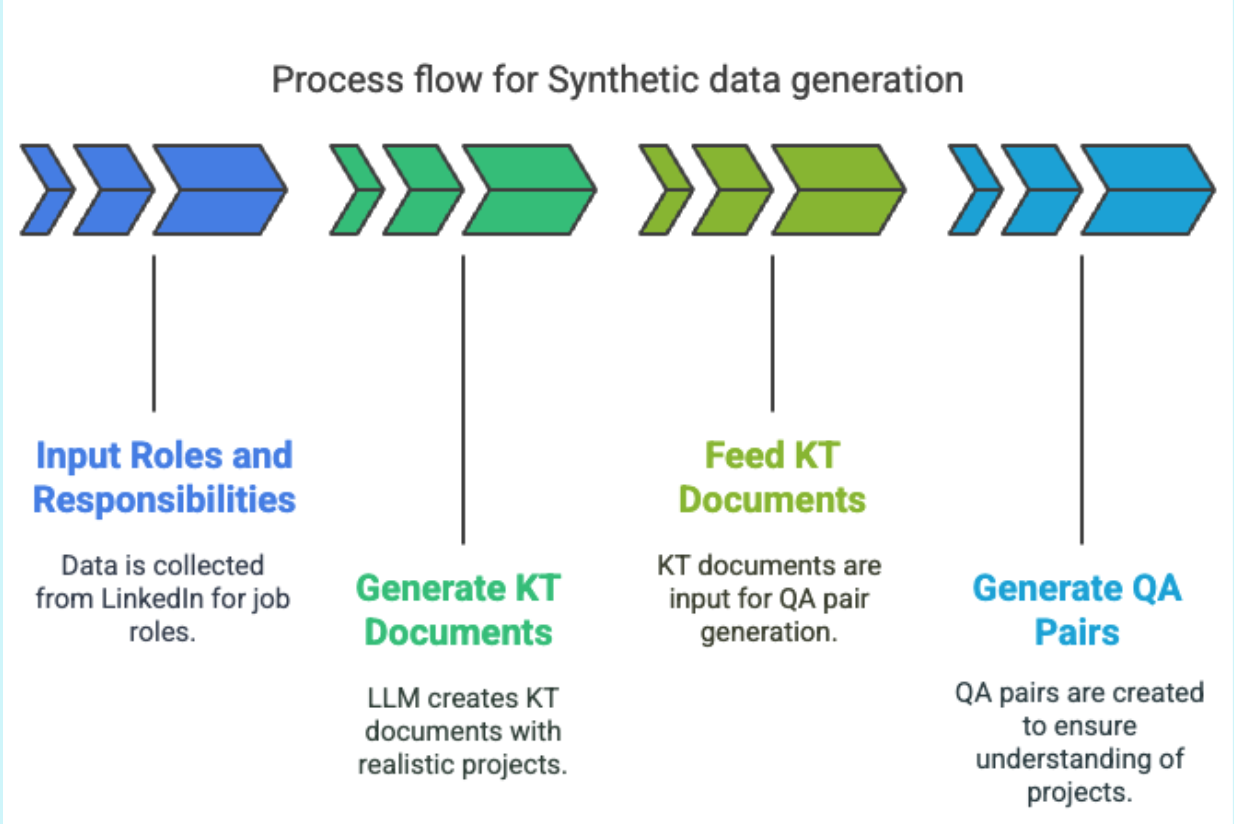 Process flow for Synthetic data generation
Input Roles and
Responsibilities
Data is collected
from LinkedIn for job
roles.
Generate KT
Documents
LLM creates KT
documents with
realistic projects.
Feed KT
Documents
KT documents are
input for QA pair
generation.
Generate QA
Pairs
QA pairs are created
to ensure
understanding of
projects.